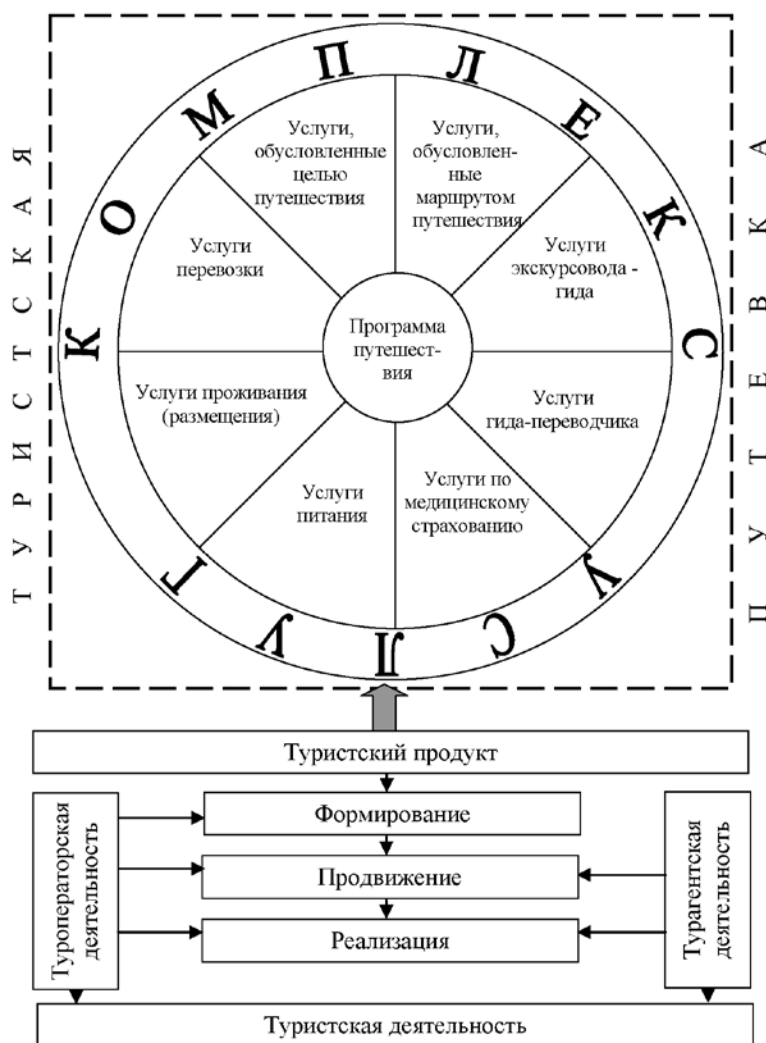 КОМПЛЕКС УСЛУГ
ТУРИСТСКАЯ
ПУТЕВКА
Услуги,
обусловленные
целью
путешествия
Услуги,
обусловлен-
ные
маршрутом
путешествия
Услуги
перевозки
Услуги
экскурсовода -
гида
Программа
путешест-
вия
Услуги проживания
(размещения)
Услуги
гида-переводчика
Услуги
питания
Услуги по
медицинскому
страхованию
Туристский продукт
Формирование
Продвижение
Реализация
Туроператорская
деятельность
Турагентская
деятельность
Туристская деятельность